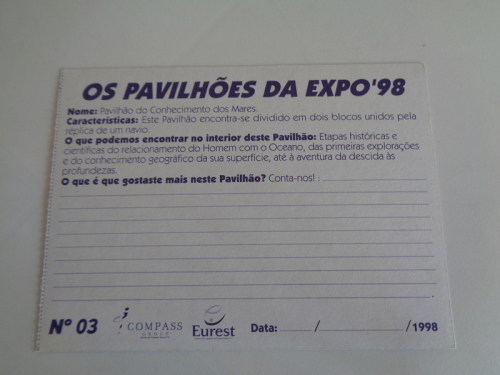 OS PAVILHÕES DA EXPO'98
Nome: Pavilhão do Conhecimento dos Mares.
Características: Este Pavilhão encontra-se dividido em dois blocos unidos pela
réplica de um navio.
O que podemos encontrar no interior deste Pavilhão: Etapas históricas e
científicas do relacionamento do Homem com o Oceano, das primeiras explorações
e do conhecimento geográfico da sua superfície, até à aventura da descida às
profundezas.
O que é que gostaste mais neste Pavilhão? Conta-nos! :
Nº 03 COMPASS GROUP Eurest Data: / /1998